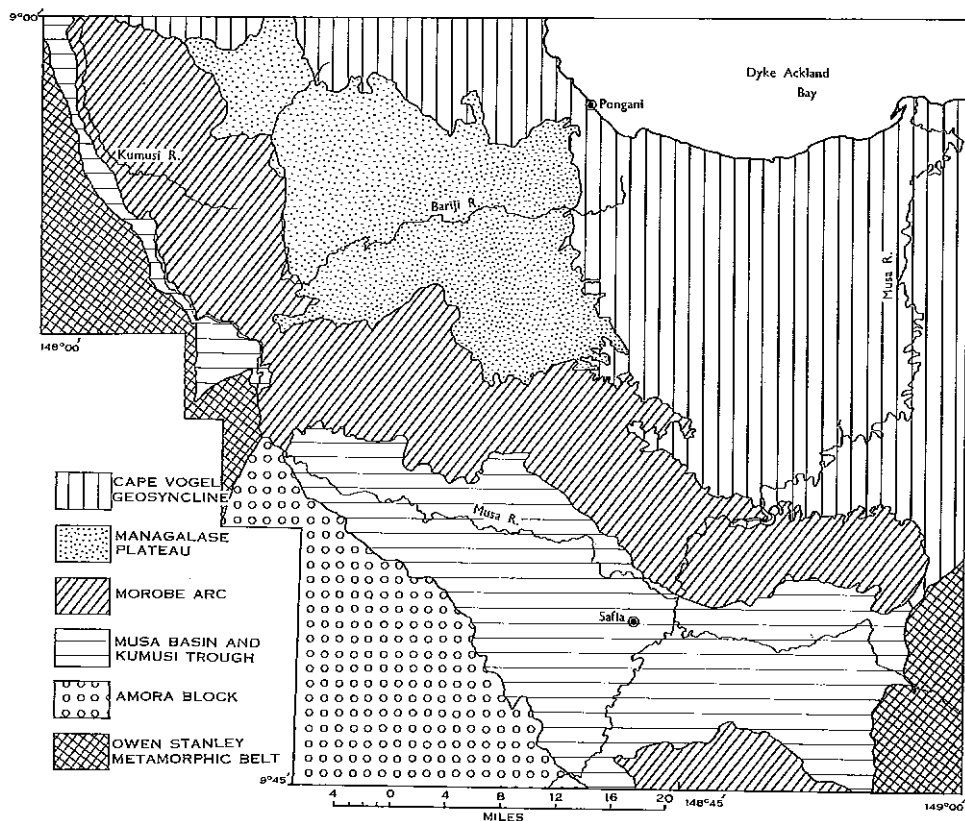 9°00'
Dyke Ackland
Bay
Pongani
Kumusi R.
Bariji R.
Musa R.
148°00'
CAPE VOGEL
GEOSYNCLINE
MANAGALASE
PLATEAU
Musa R.
MOROBE ARC
Safia
MUSA BASIN AND
KUMUSI TROUGH
AMORA BLOCK
OWEN STANLEY
METAMORPHIC BELT
9°45'
4 0 4 8 12 16 20
MILES
148°45'
149°00'